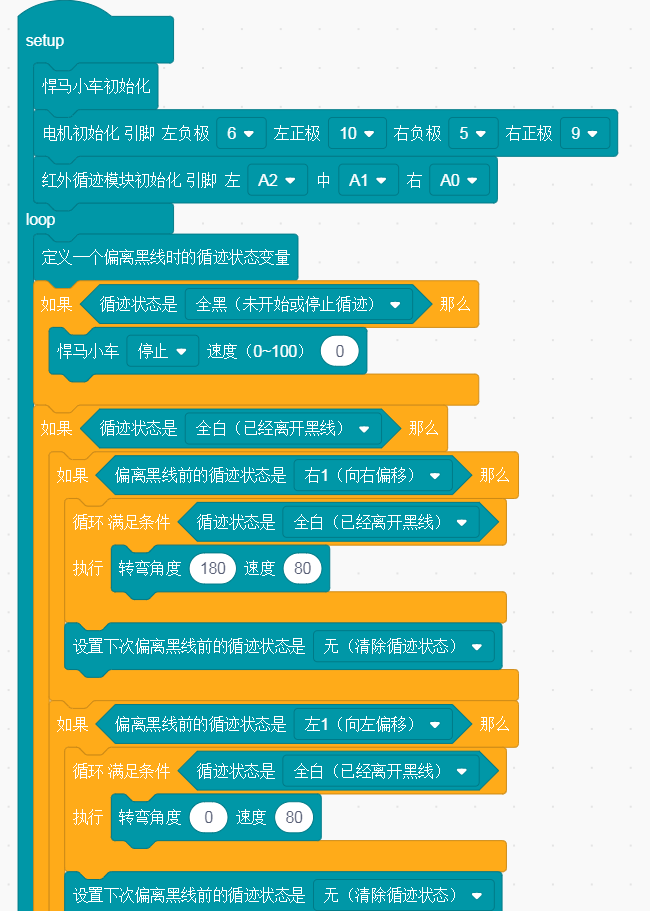 setup
悍马小车初始化
电机初始化 引脚 左负极 6 左正极 10 右负极 5 右正极 9
红外循迹模块初始化 引脚 左 A2 中 A1 右 A0
loop
定义一个偏离黑线时的循迹状态变量
如果 循迹状态是 全黑（未开始或停止循迹） 那么
悍马小车 停止 速度（0~100） 0
如果 循迹状态是 全白（已经离开黑线） 那么
如果 偏离黑线前的循迹状态是 右1（向右偏移） 那么
循环 满足条件 循迹状态是 全白（已经离开黑线）
执行 转弯角度 180 速度 80
设置下次偏离黑线前的循迹状态是 无（清除循迹状态）
如果 偏离黑线前的循迹状态是 左1（向左偏移） 那么
循环 满足条件 循迹状态是 全白（已经离开黑线）
执行 转弯角度 0 速度 80
设置下次偏离黑线前的循迹状态是 无（清除循迹状态）